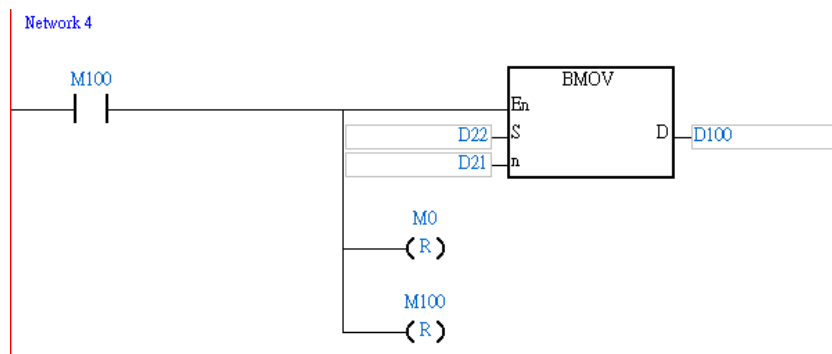 Network 4
M100
BMOV
En
D22 S D D100
D21 n
M0
R
M100
R